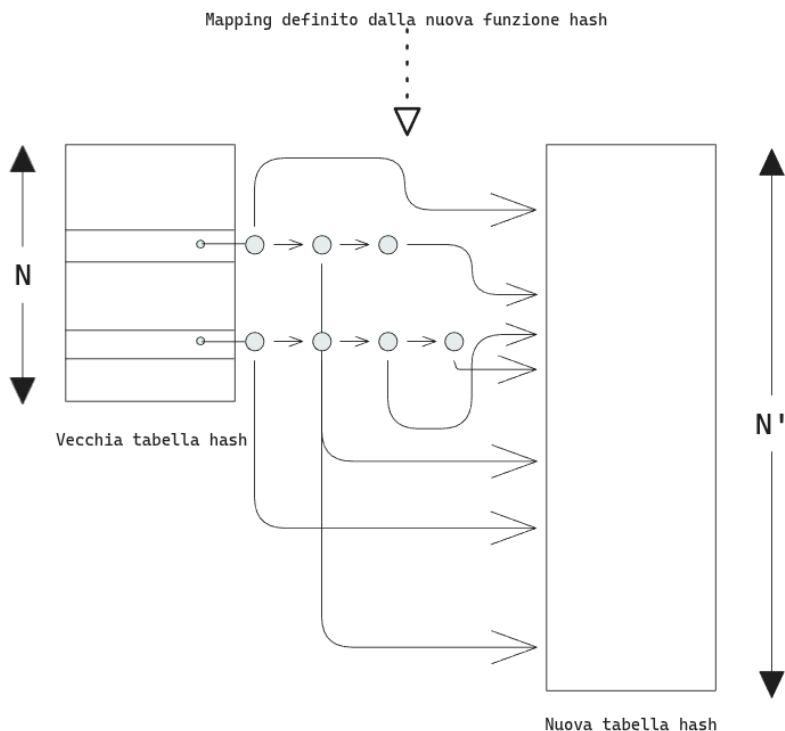 Mapping definito dalla nuova funzione hash
N
N'
Vecchia tabella hash
Nuova tabella hash